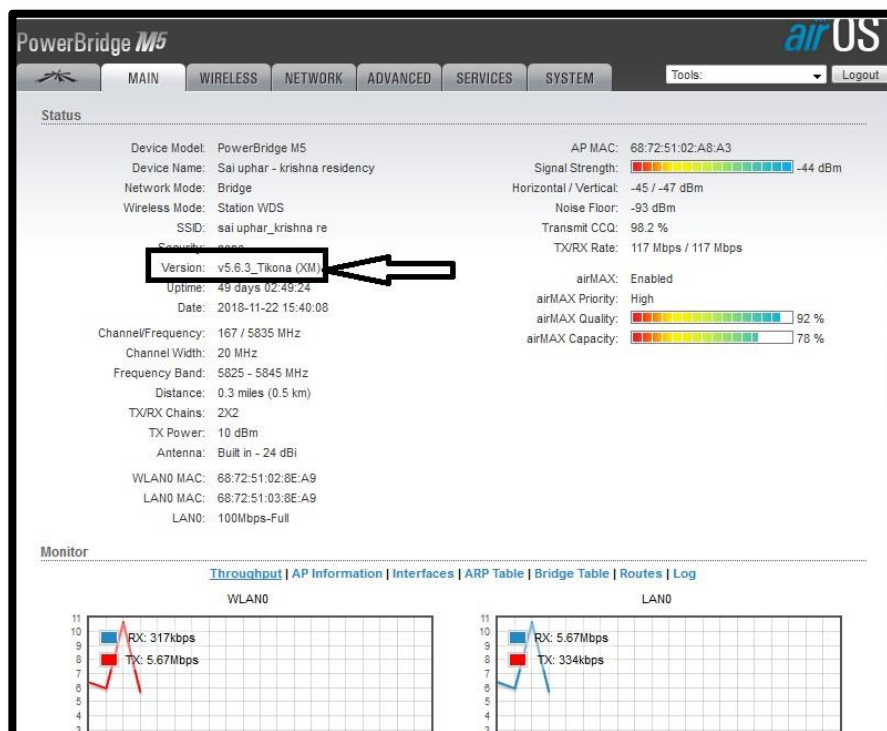 PowerBridge M5
airOS
MAIN WIRELESS NETWORK ADVANCED SERVICES SYSTEM Tools: Logout
Status
Device Model: PowerBridge M5
Device Name: Sai uphar - krishna residency
Network Mode: Bridge
Wireless Mode: Station WDS
SSID: sai uphar_krishna re
Security: none
Version: v5.6.3_Tikona (XM)
Uptime: 49 days 02:49:24
Date: 2018-11-22 15:40:08
Channel/Frequency: 167 / 5835 MHz
Channel Width: 20 MHz
Frequency Band: 5825 - 5845 MHz
Distance: 0.3 miles (0.5 km)
TX/RX Chains: 2X2
TX Power: 10 dBm
Antenna: Built in - 24 dBi
WLAN0 MAC: 68:72:51:02:8E:A9
LAN0 MAC: 68:72:51:03:8E:A9
LAN0: 100Mbps-Full
AP MAC: 68:72:51:02:A8:A3
Signal Strength: -44 dBm
Horizontal / Vertical: -45 / -47 dBm
Noise Floor: -93 dBm
Transmit CCQ: 98.2 %
TX/RX Rate: 117 Mbps / 117 Mbps
airMAX: Enabled
airMAX Priority: High
airMAX Quality: 92 %
airMAX Capacity: 78 %
Monitor
Throughput | AP Information | Interfaces | ARP Table | Bridge Table | Routes | Log
WLAN0
11
10
9
8
7
6
5
4
3
RX: 317kbps
TX: 5.67Mbps
LAN0
11
10
9
8
7
6
5
4
3
RX: 5.67Mbps
TX: 334kbps